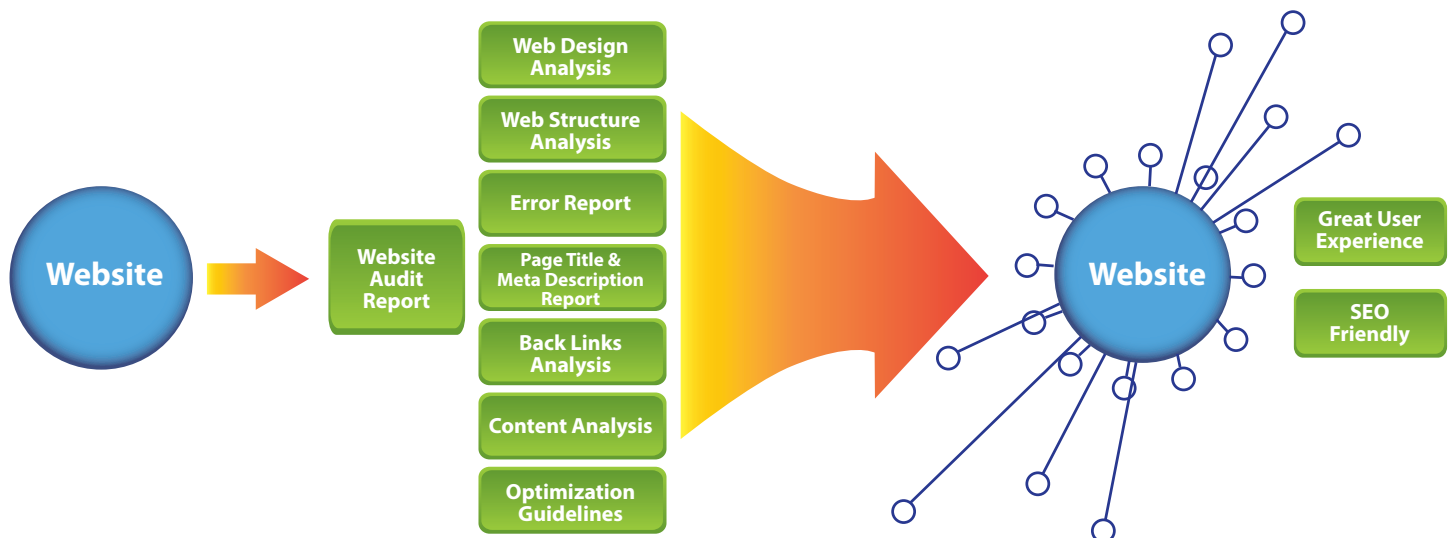 Website
Website
Audit
Report
Web Design
Analysis
Web Structure
Analysis
Error Report
Page Title &
Meta Description
Report
Back Links
Analysis
Content Analysis
Optimization
Guidelines
Website
Great User
Experience
SEO
Friendly